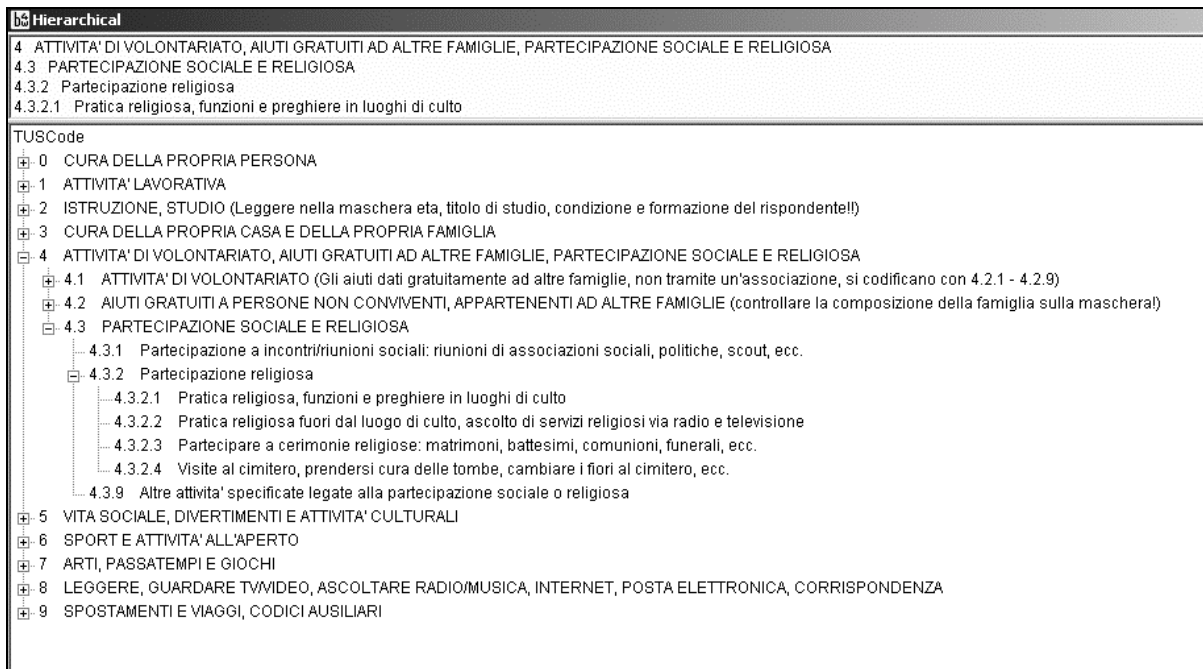 Hierarchical
4 ATTIVITA' DI VOLONTARIATO, AIUTI GRATUITI AD ALTRE FAMIGLIE, PARTECIPAZIONE SOCIALE E RELIGIOSA
4.3 PARTECIPAZIONE SOCIALE E RELIGIOSA
4.3.2 Partecipazione religiosa
4.3.2.1 Pratica religiosa, funzioni e preghiere in luoghi di culto
TUSCode
0 CURA DELLA PROPRIA PERSONA
1 ATTIVITA' LAVORATIVA
2 ISTRUZIONE, STUDIO (Leggere nella maschera eta, titolo di studio, condizione e formazione del rispondente!!)
3 CURA DELLA PROPRIA CASA E DELLA PROPRIA FAMIGLIA
4 ATTIVITA' DI VOLONTARIATO, AIUTI GRATUITI AD ALTRE FAMIGLIE, PARTECIPAZIONE SOCIALE E RELIGIOSA
4.1 ATTIVITA' DI VOLONTARIATO (Gli aiuti dati gratuitamente ad altre famiglie, non tramite un'associazione, si codificano con 4.2.1 - 4.2.9)
4.2 AIUTI GRATUITI A PERSONE NON CONVIVENTI, APPARTENENTI AD ALTRE FAMIGLIE (controllare la composizione della famiglia sulla maschera!)
4.3 PARTECIPAZIONE SOCIALE E RELIGIOSA
4.3.1 Partecipazione a incontri/riunioni sociali: riunioni di associazioni sociali, politiche, scout, ecc.
4.3.2 Partecipazione religiosa
4.3.2.1 Pratica religiosa, funzioni e preghiere in luoghi di culto
4.3.2.2 Pratica religiosa fuori dal luogo di culto, ascolto di servizi religiosi via radio e televisione
4.3.2.3 Partecipare a cerimonie religiose: matrimoni, battesimi, comunioni, funerali, ecc.
4.3.2.4 Visite al cimitero, prendersi cura delle tombe, cambiare i fiori al cimitero, ecc.
4.3.9 Altre attivita' specificate legate alla partecipazione sociale o religiosa
5 VITA SOCIALE, DIVERTIMENTI E ATTIVITA' CULTURALI
6 SPORT E ATTIVITA' ALL'APERTO
7 ARTI, PASSATEMPI E GIOCHI
8 LEGGERE, GUARDARE TV/VIDEO, ASCOLTARE RADIO/MUSICA, INTERNET, POSTA ELETTRONICA, CORRISPONDENZA
9 SPOSTAMENTI E VIAGGI, CODICI AUSILIARI